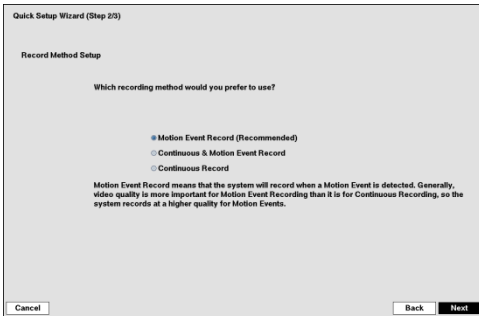 Quick Setup Wizard (Step 2/3)
Record Method Setup
Which recording method would you prefer to use?
Motion Event Record (Recommended)
Continuous & Motion Event Record
Continuous Record
Motion Event Record means that the system will record when a Motion Event is detected. Generally,
video quality is more important for Motion Event Recording than it is for Continuous Recording, so the
system records at a higher quality for Motion Events.
Cancel
Back
Next